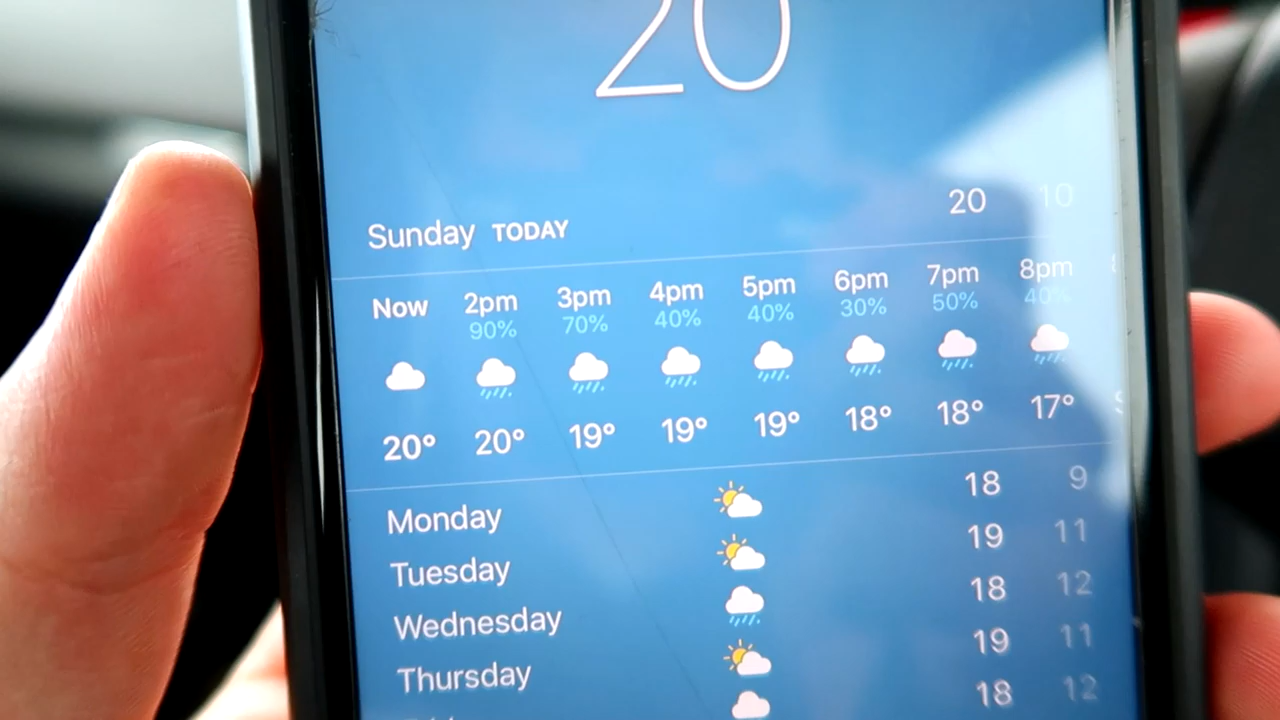 20
Sunday TODAY 20 10
Now 2pm 3pm 4pm 5pm 6pm 7pm 8pm
90% 70% 40% 40% 30% 50% 40%
20° 20° 19° 19° 19° 18° 18° 17°
Monday 18 9
Tuesday 19 11
Wednesday 18 12
Thursday 19 11
18 12